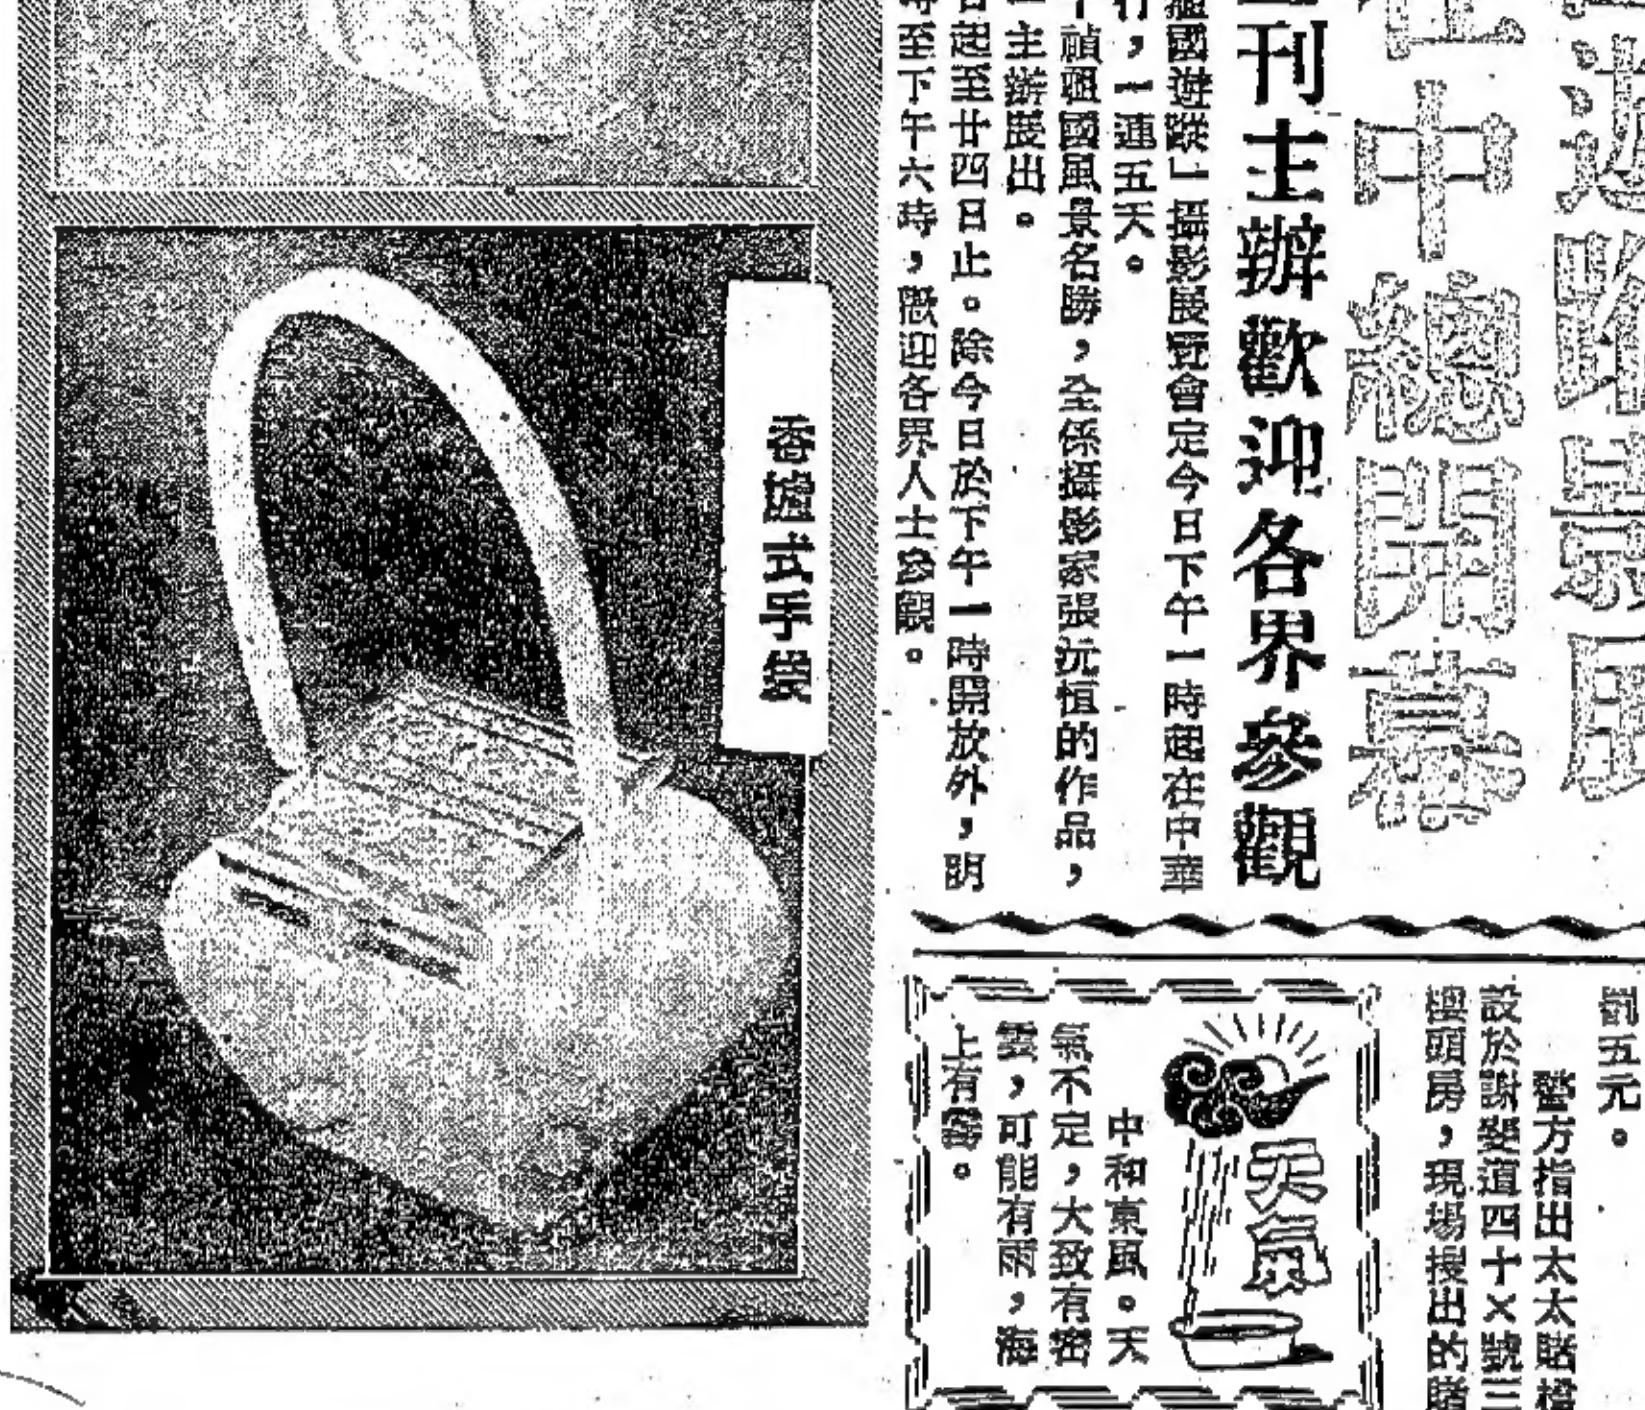 中總開幕
刊主辦歡迎各界參觀
國遊蹤」攝影展覽會定今日下午一時起在中華
，一連五天。
禎祖國風景名勝，全係攝影家張沅恒的作品，
主辦展出。
起至廿四日止。除今日於下午一時開放外，明
至下午六時，歡迎各界人士參觀。
香爐式手袋
劉五元。
警方指出太太賭檔
設於謝斐道四十×號三
樓頭房，現場搜出的賭
天氣
中和東風。天
氣不定，大致有密
雲，可能有雨，海
上有霧。